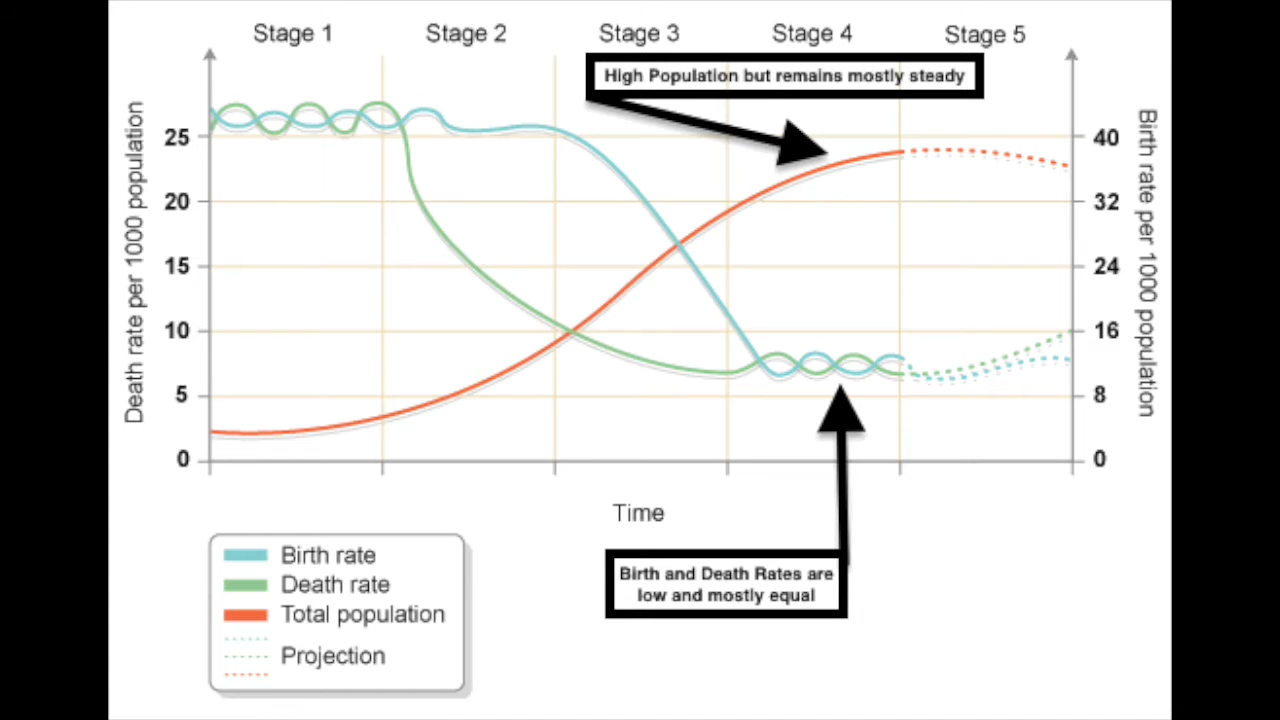 Stage 1
Stage 2
Stage 3
Stage 4
Stage 5
High Population but remains mostly steady
Death rate per 1000 population
25
20
15
10
5
0
40
32
24
16
8
0
Birth rate per 1000 population
Time
Birth and Death Rates are
low and mostly equal
Birth rate
Death rate
Total population
Projection